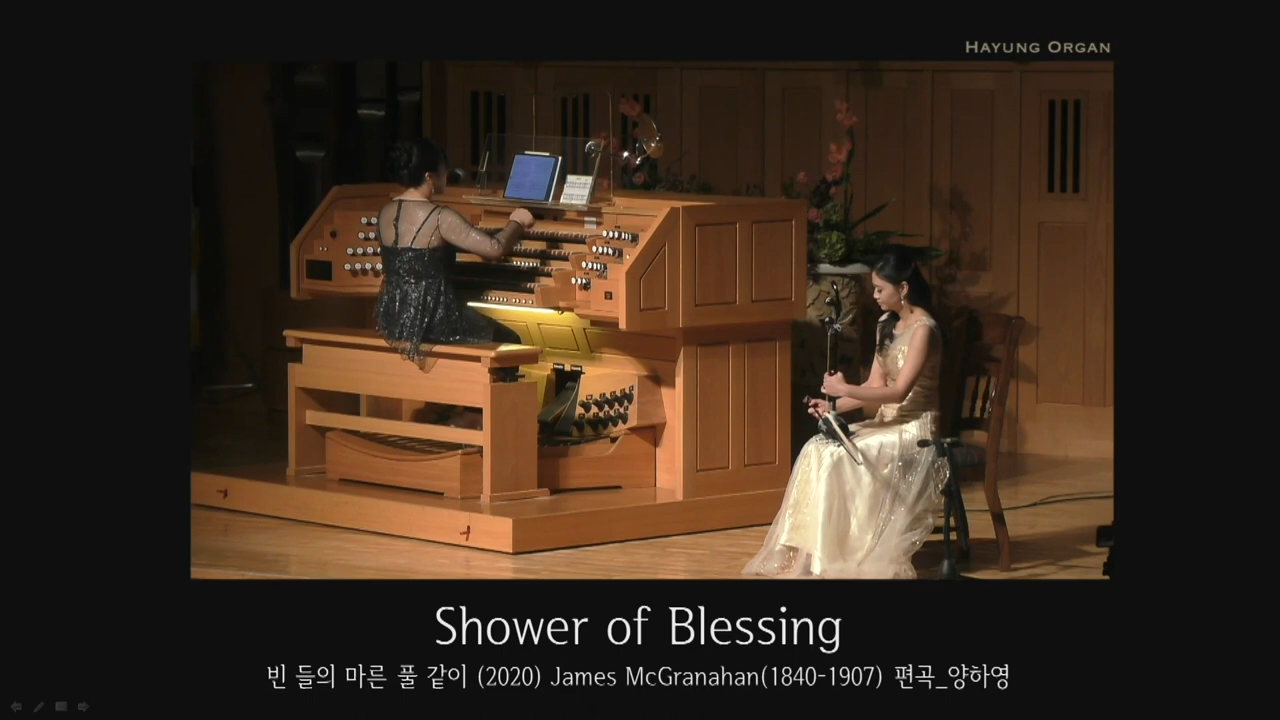 HAYUNG ORGAN
Shower of Blessing
빈 들의 마른 풀 같이 (2020) James McGranahan(1840-1907) 편곡_양하영